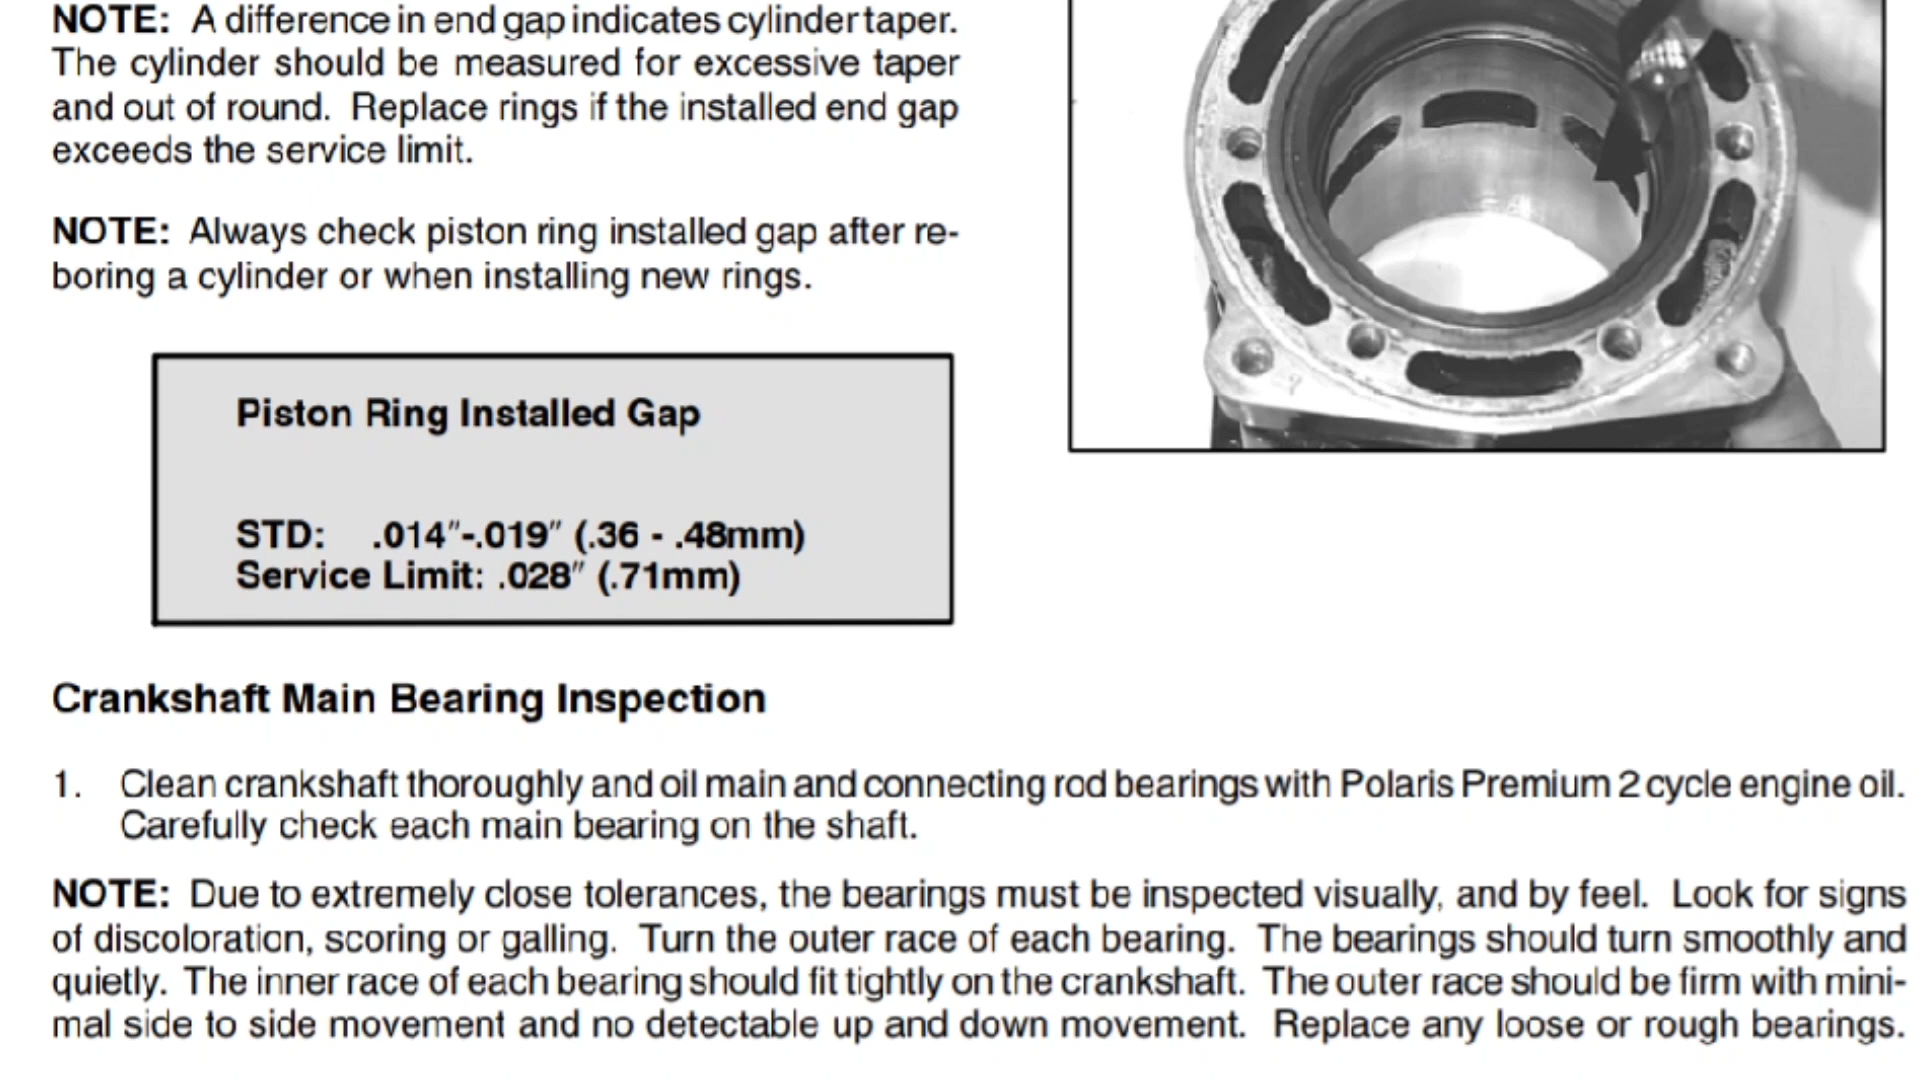 NOTE: A difference in end gap indicates cylinder taper.
The cylinder should be measured for excessive taper
and out of round. Replace rings if the installed end gap
exceeds the service limit.
NOTE: Always check piston ring installed gap after re-
boring a cylinder or when installing new rings.
Piston Ring Installed Gap
STD: .014″-.019″ (.36 - .48mm)
Service Limit: .028″ (.71mm)
Crankshaft Main Bearing Inspection
1. Clean crankshaft thoroughly and oil main and connecting rod bearings with Polaris Premium 2 cycle engine oil.
Carefully check each main bearing on the shaft.
NOTE: Due to extremely close tolerances, the bearings must be inspected visually, and by feel. Look for signs
of discoloration, scoring or galling. Turn the outer race of each bearing. The bearings should turn smoothly and
quietly. The inner race of each bearing should fit tightly on the crankshaft. The outer race should be firm with mini-
mal side to side movement and no detectable up and down movement. Replace any loose or rough bearings.